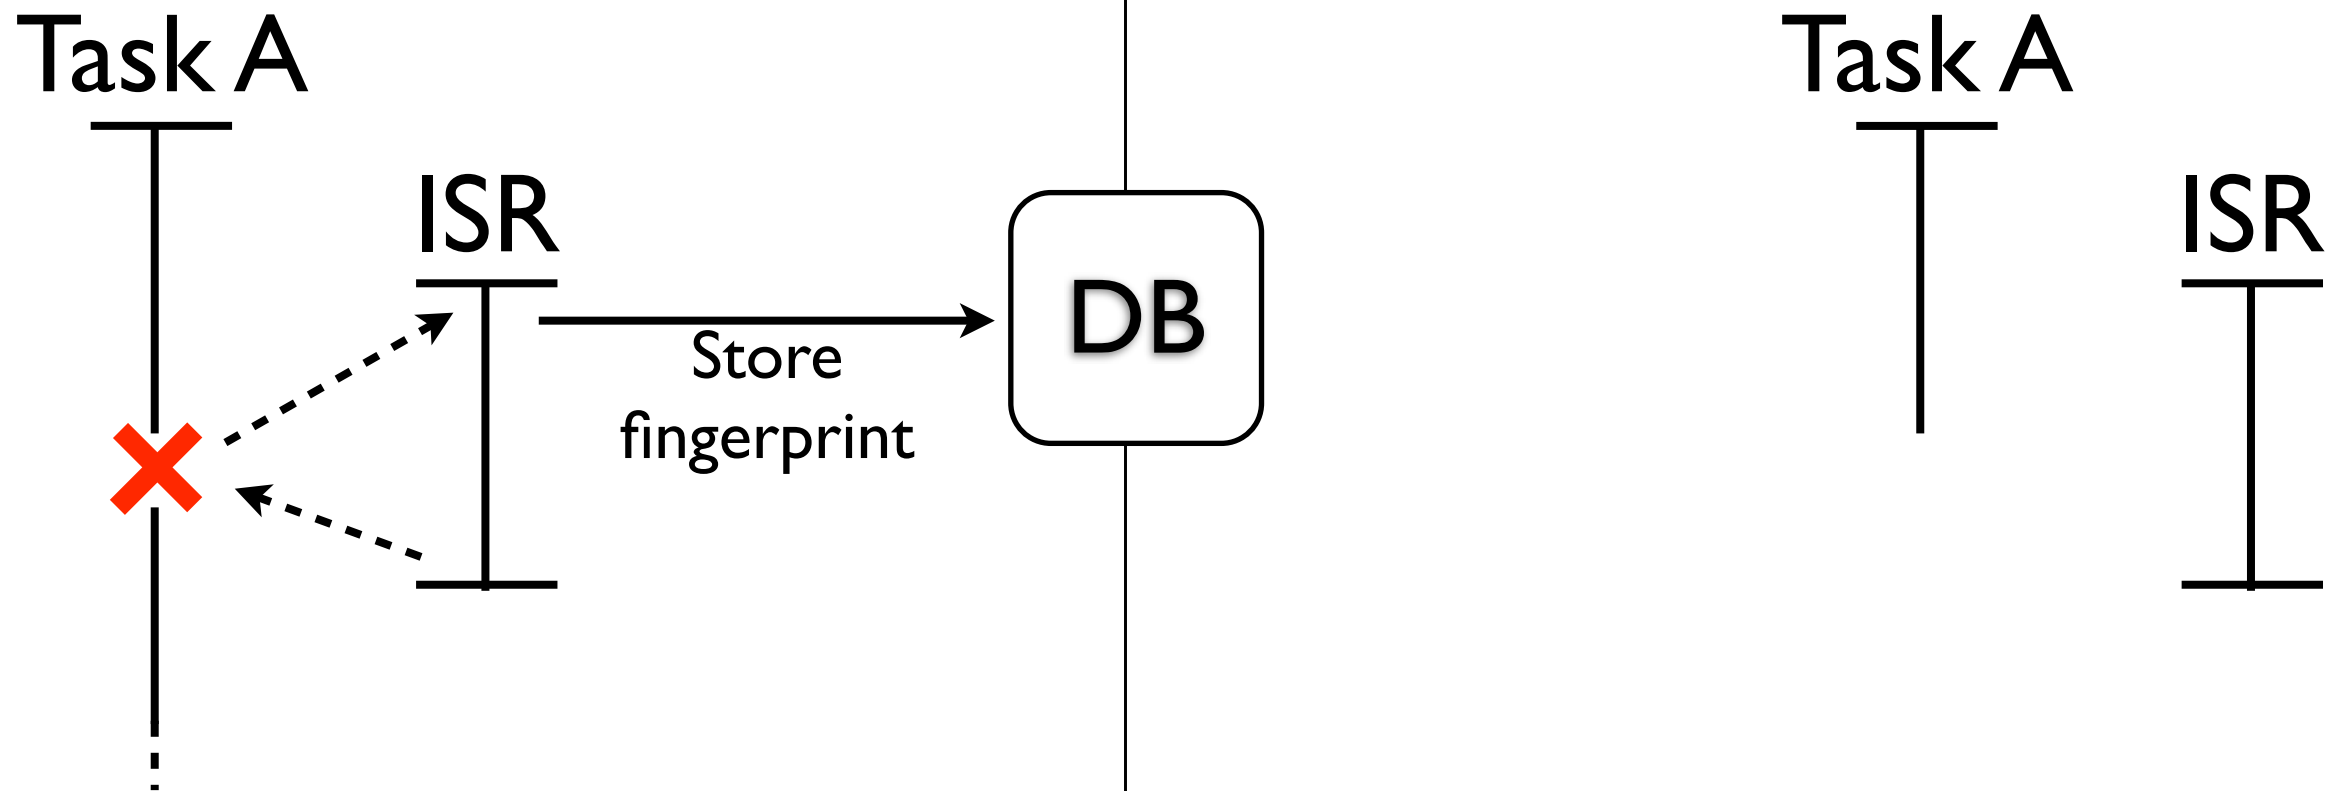 Task A
ISR
Store
fingerprint
DB
Task A
ISR